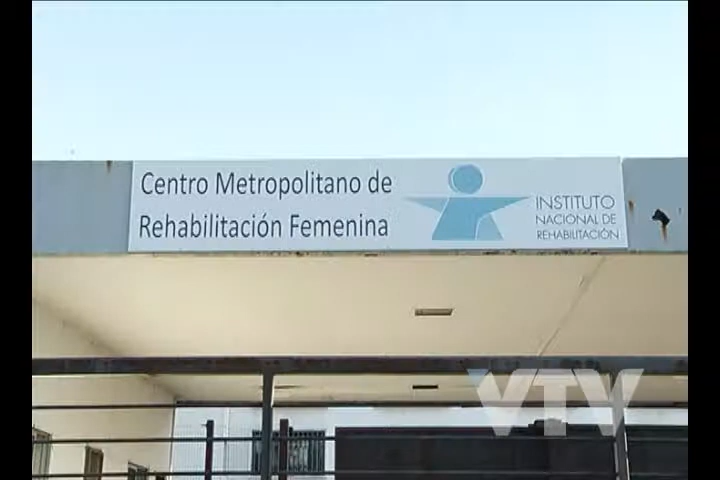 Centro Metropolitano de
Rehabilitación Femenina
INSTITUTO
NACIONAL DE
REHABILITACIÓN
VTV